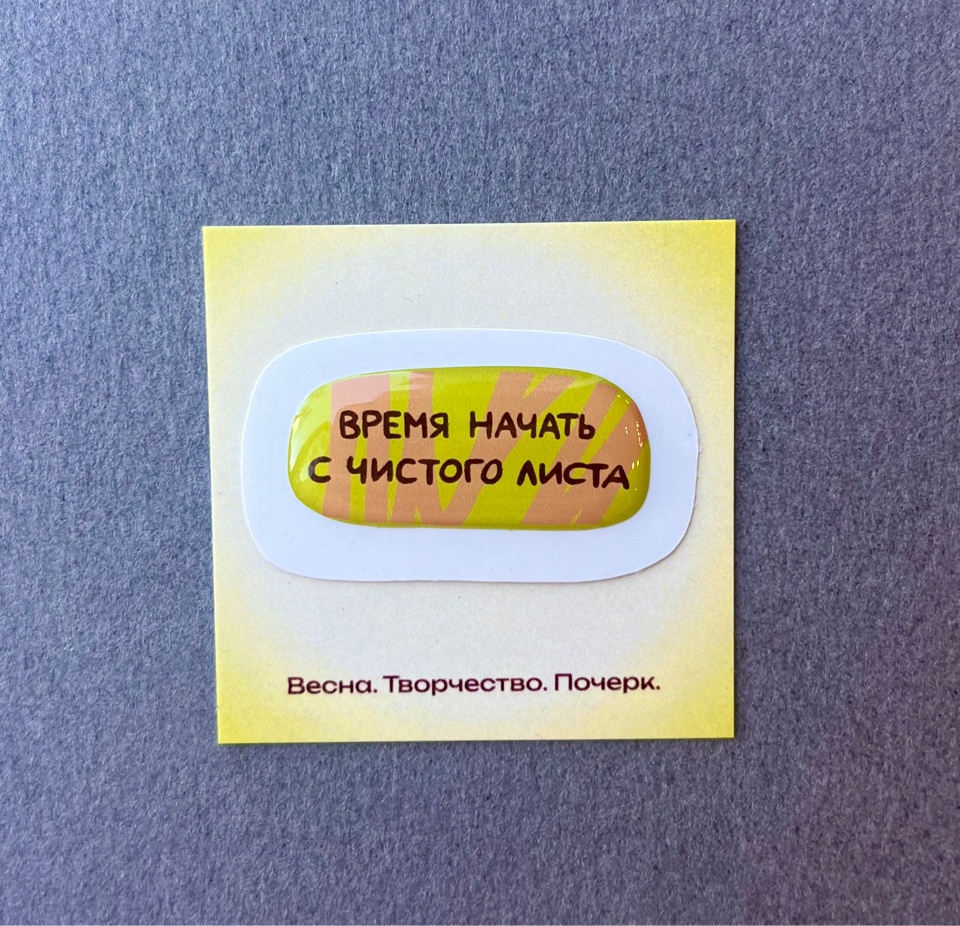 ВРЕМЯ НАЧАТЬ
С ЧИСТОГО ЛИСТА
Весна. Творчество. Почерк.